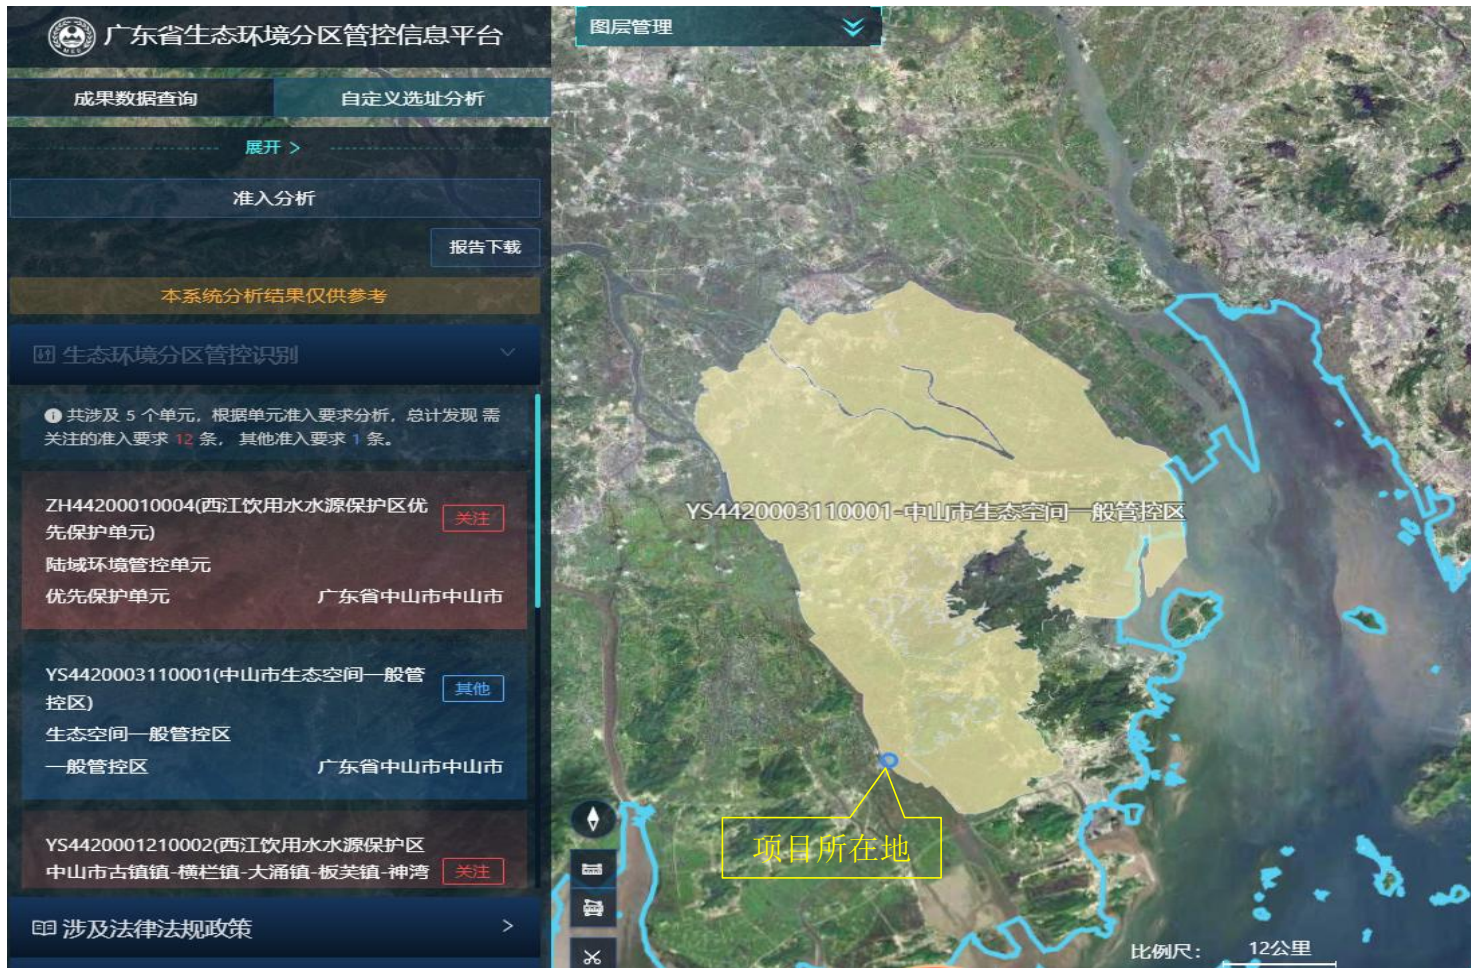 广东省生态环境分区管控信息平台
成果数据查询
自定义选址分析
展开 >
准入分析
报告下载
本系统分析结果仅供参考
生态环境分区管控识别
共涉及 5 个单元，根据单元准入要求分析，总计发现 需
关注的准入要求 12 条， 其他准入要求 1 条。
ZH44200010004(西江饮用水水源保护区优
先保护单元)
关注
陆域环境管控单元
优先保护单元
广东省中山市中山市
YS4420003110001(中山市生态空间一般管
控区)
其他
生态空间一般管控区
一般管控区
广东省中山市中山市
YS4420001210002(西江饮用水水源保护区
中山市古镇镇-横栏镇-大涌镇-板芙镇-神湾
关注
涉及法律法规政策
图层管理
YS4420003110001-中山市生态空间一般管控区
项目所在地
比例尺：
12公里